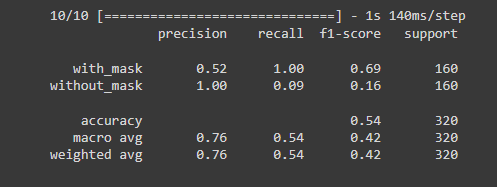 10/10 [==============================] - 1s 140ms/step
precision recall f1-score support
with_mask 0.52 1.00 0.69 160
without_mask 1.00 0.09 0.16 160
accuracy 0.54 320
macro avg 0.76 0.54 0.42 320
weighted avg 0.76 0.54 0.42 320